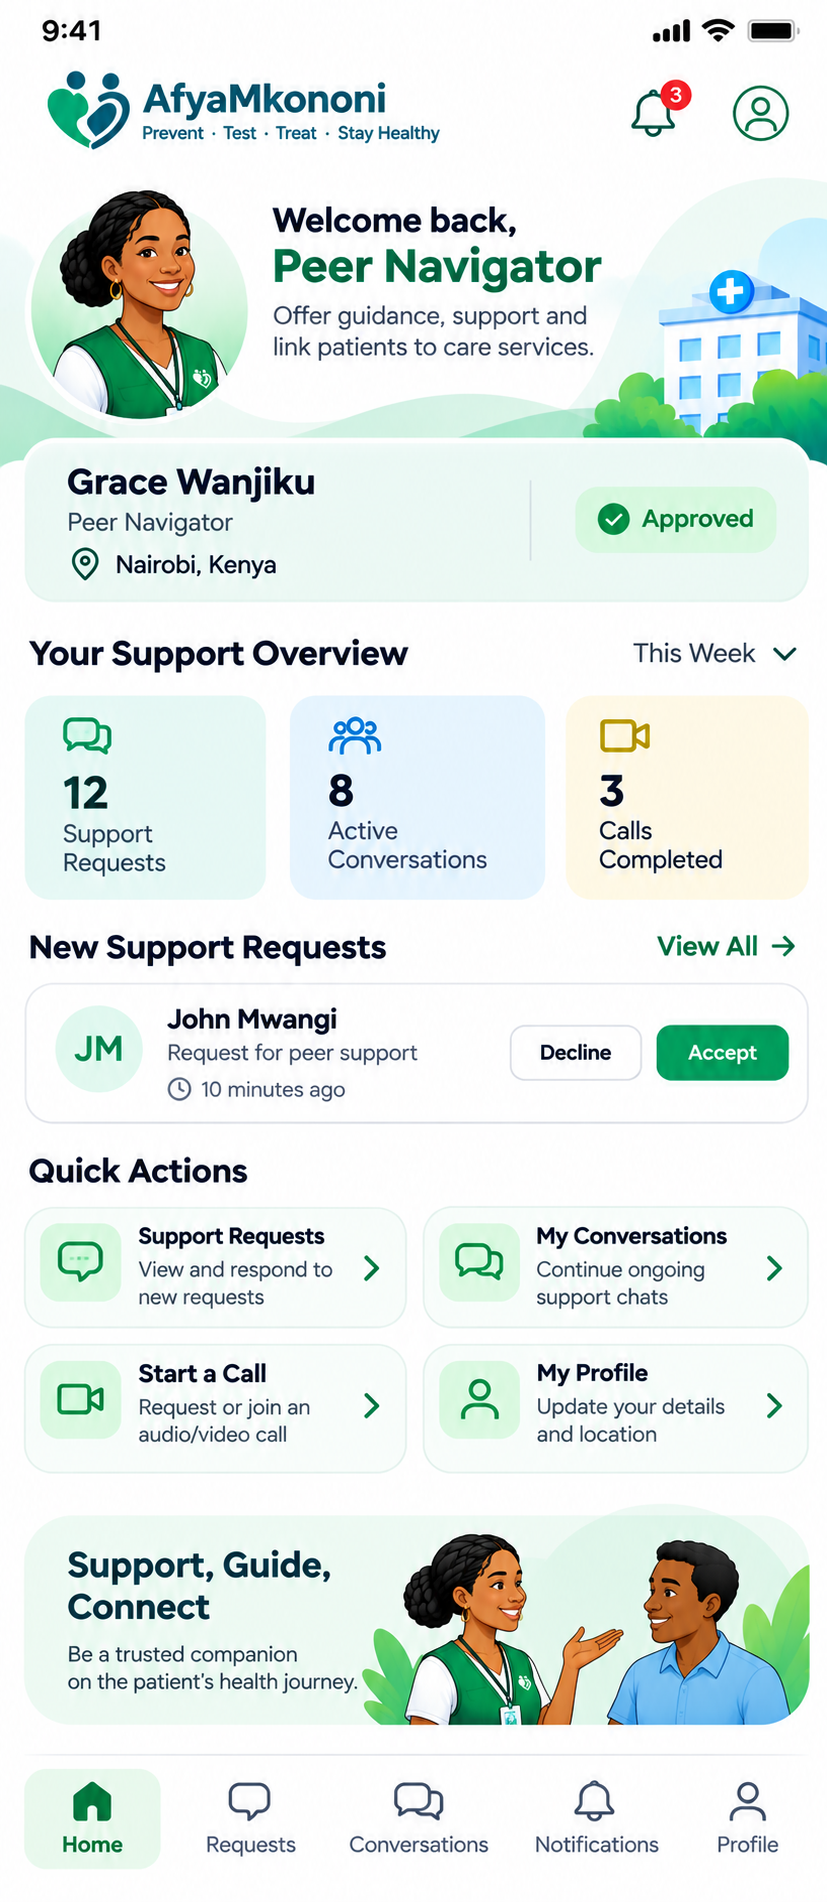 9:41
AfyaMkononi
Prevent · Test · Treat · Stay Healthy
3
Welcome back,
Peer Navigator
Offer guidance, support and
link patients to care services.
Grace Wanjiku
Peer Navigator
Nairobi, Kenya
Approved
Your Support Overview
This Week
12
Support
Requests
8
Active
Conversations
3
Calls
Completed
New Support Requests
View All
JM
John Mwangi
Request for peer support
10 minutes ago
Decline
Accept
Quick Actions
Support Requests
View and respond to
new requests
My Conversations
Continue ongoing
support chats
Start a Call
Request or join an
audio/video call
My Profile
Update your details
and location
Support, Guide,
Connect
Be a trusted companion
on the patient's health journey.
Home
Requests
Conversations
Notifications
Profile